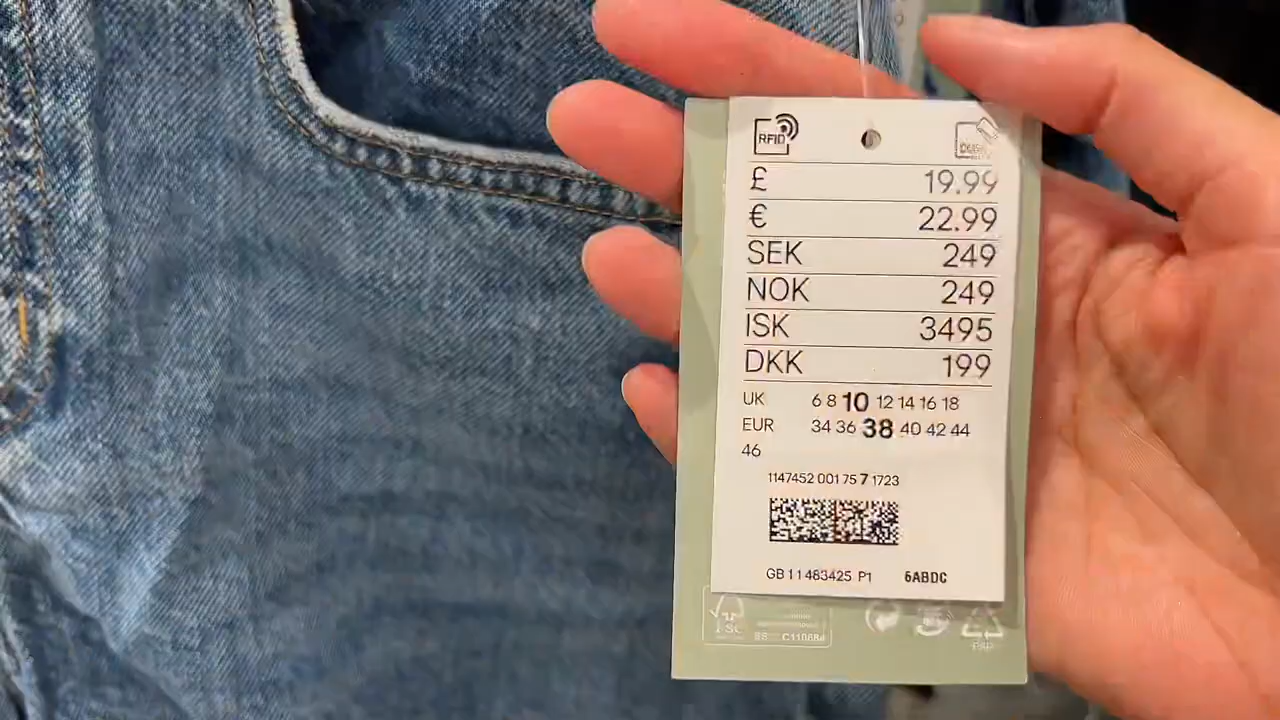 RFID
£ 19.99
€ 22.99
SEK 249
NOK 249
ISK 3495
DKK 199
UK 6 8 10 12 14 16 18
EUR 34 36 38 40 42 44
46
1147452 001 75 7 1723
GB 11483425 P1 6ABDC
FSC